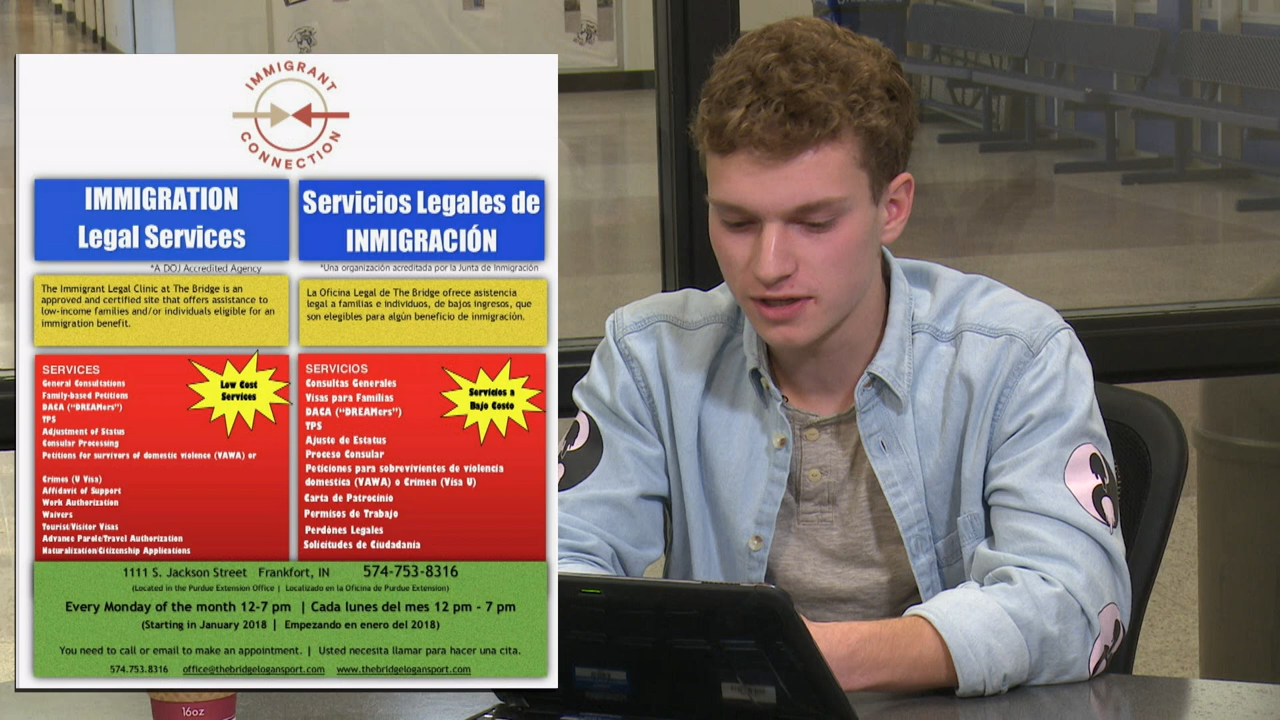 IMMIGRANT
CONNECTION
IMMIGRATION
Legal Services
*A DOJ Accredited Agency
The Immigrant Legal Clinic at The Bridge is an
approved and certified site that offers assistance to
low-income families and/or individuals eligible for an
immigration benefit.
SERVICES
Low Cost
Services
General Consultations
Family-based Petitions
DACA ("DREAMers")
TPS
Adjustment of Status
Consular Processing
Petitions for survivors of domestic violence (VAWA) or
Crimes (U Visa)
Affidavit of Support
Work Authorization
Waivers
Tourist/Visitor Visas
Advance Parole/Travel Authorization
Naturalization/Citizenship Applications
Servicios Legales de
INMIGRACIÓN
*Una organización acreditada por la Junta de Inmigración
La Oficina Legal de The Bridge ofrece asistencia
legal a familias e individuos, de bajos ingresos, que
son elegibles para algún beneficio de inmigración.
SERVICIOS
Servicios a
Bajo Costo
Consultas Generales
Visas para Familias
DACA ("DREAMers")
TPS
Ajuste de Estatus
Proceso Consular
Peticiones para sobrevivientes de violencia
domestica (VAWA) o Crimen (Visa U)
Carta de Patrocinio
Permisos de Trabajo
Perdónes Legales
Solicitudes de Ciudadanía
1111 S. Jackson Street Frankfort, IN 574-753-8316
(Located in the Purdue Extension Office | Localizado en la Oficina de Purdue Extension)
Every Monday of the month 12-7 pm | Cada lunes del mes 12 pm - 7 pm
(Starting in January 2018 | Empezando en enero del 2018)
You need to call or email to make an appointment. | Usted necesita llamar para hacer una cita.
574.753.8316 office@thebridgelogansport.com www.thebridgelogansport.com
16oz